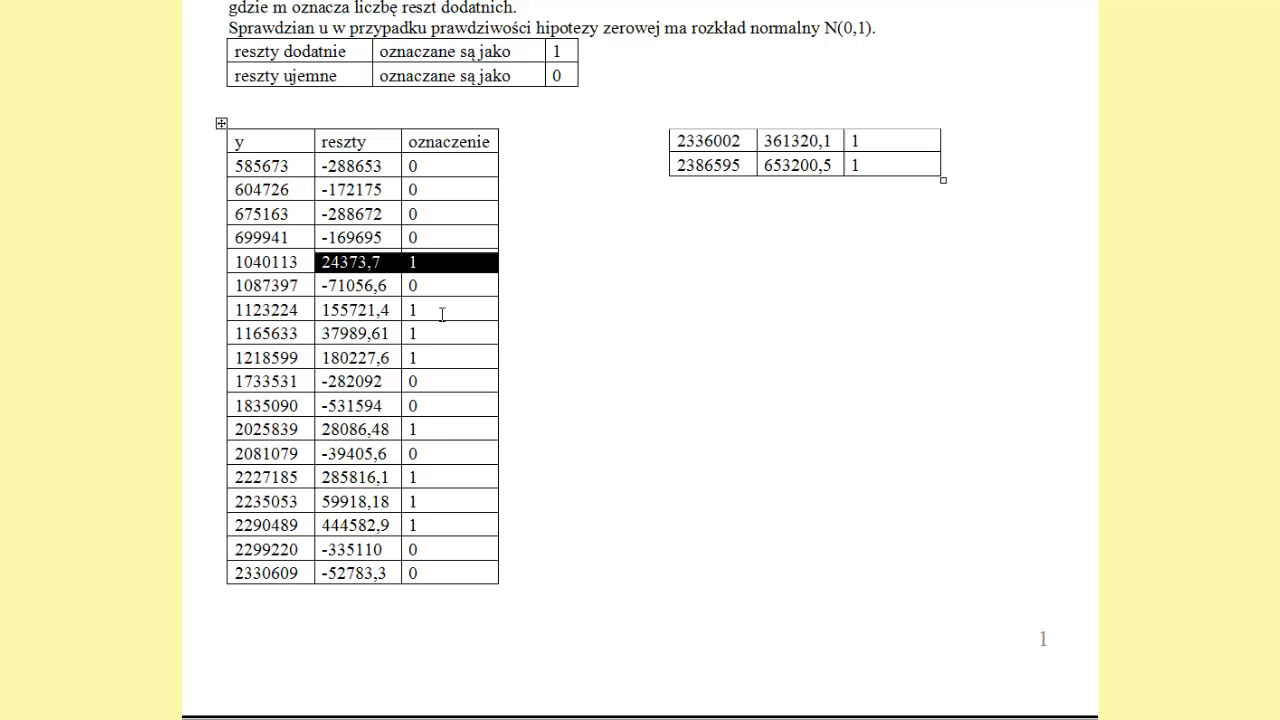 gdzie m oznacza liczbę reszt dodatnich.
Sprawdzian u w przypadku prawdziwości hipotezy zerowej ma rozkład normalny N(0,1).
reszty dodatnie oznaczane są jako 1
reszty ujemne oznaczane są jako 0
y reszty oznaczenie
585673 -288653 0
604726 -172175 0
675163 -288672 0
699941 -169695 0
1040113 24373,7 1
1087397 -71056,6 0
1123224 155721,4 1
1165633 37989,61 1
1218599 180227,6 1
1733531 -282092 0
1835090 -531594 0
2025839 28086,48 1
2081079 -39405,6 0
2227185 285816,1 1
2235053 59918,18 1
2290489 444582,9 1
2299220 -335110 0
2330609 -52783,3 0
2336002 361320,1 1
2386595 653200,5 1
1